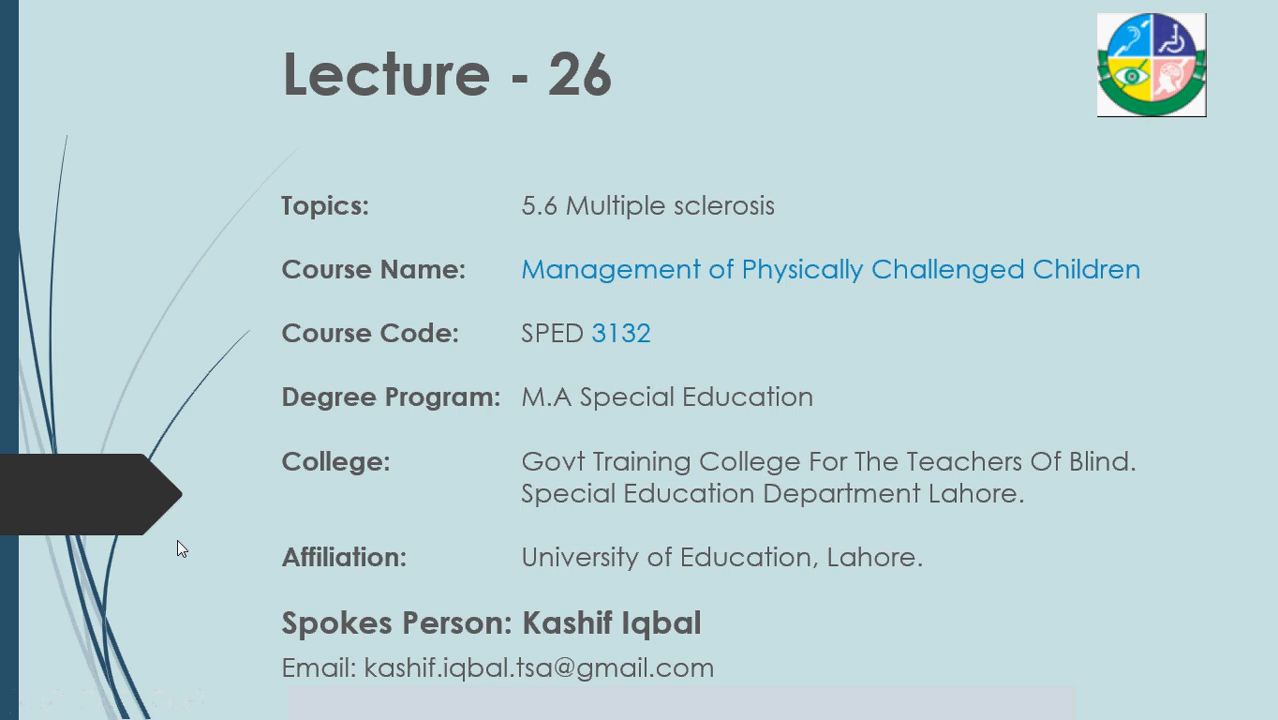 Lecture - 26
Topics: 5.6 Multiple sclerosis
Course Name: Management of Physically Challenged Children
Course Code: SPED 3132
Degree Program: M.A Special Education
College: Govt Training College For The Teachers Of Blind.
Special Education Department Lahore.
Affiliation: University of Education, Lahore.
Spokes Person: Kashif Iqbal
Email: kashif.iqbal.tsa@gmail.com